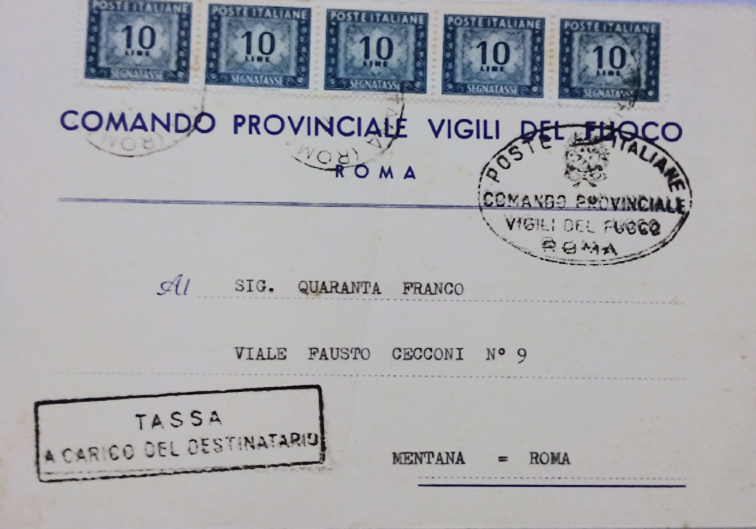 POSTE ITALIANE POSTE ITALIANE POSTE ITALIANE POSTE ITALIANE POSTE ITALIANE
10 10 10 10 10
LIRE LIRE LIRE LIRE LIRE
SEGNATASSE SEGNATASSE SEGNATASSE SEGNATASSE SEGNATASSE
COMANDO PROVINCIALE VIGILI DEL FUOCO
ROMA
POSTE ITALIANE
COMANDO PROVINCIALE
VIGILI DEL FUOCO
ROMA
Al SIG. QUARANTA FRANCO
VIALE FAUSTO CECCONI N° 9
TASSA
A CARICO DEL DESTINATARIO
MENTANA = ROMA